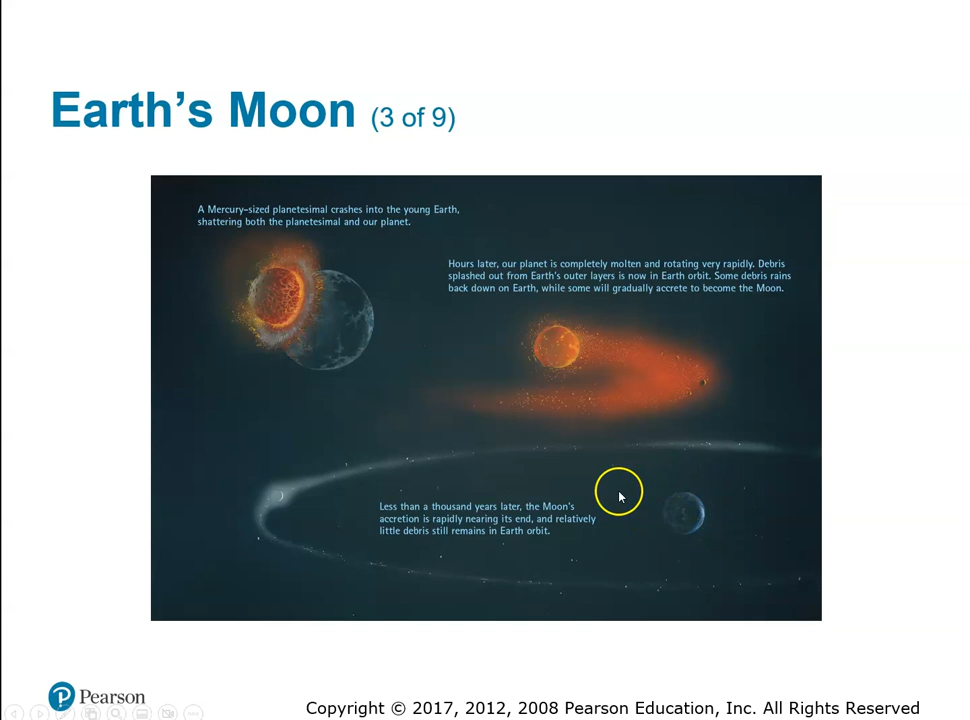 Earth's Moon (3 of 9)
A Mercury-sized planetesimal crashes into the young Earth,
shattering both the planetesimal and our planet.
Hours later, our planet is completely molten and rotating very rapidly. Debris
splashed out from Earth's outer layers is now in Earth orbit. Some debris rains
back down on Earth, while some will gradually accrete to become the Moon.
Less than a thousand years later, the Moon's
accretion is rapidly nearing its end, and relatively
little debris still remains in Earth orbit.
P Pearson
Copyright © 2017, 2012, 2008 Pearson Education, Inc. All Rights Reserved